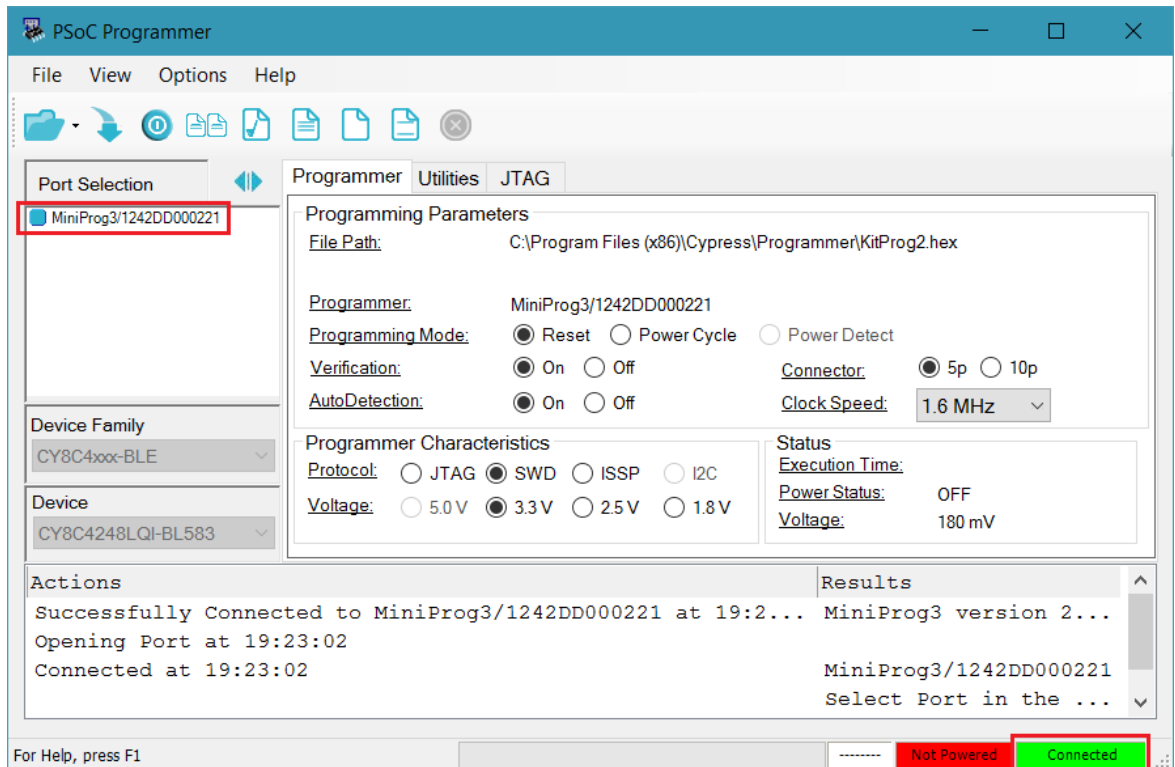 PSoC Programmer
File View Options Help
Port Selection
MiniProg3/1242DD000221
Programmer Utilities JTAG
Programming Parameters
File Path: C:\Program Files (x86)\Cypress\Programmer\KitProg2.hex
Programmer: MiniProg3/1242DD000221
Programming Mode: Reset Power Cycle Power Detect
Verification: On Off Connector: 5p 10p
AutoDetection: On Off Clock Speed: 1.6 MHz
Device Family
CY8C4xxx-BLE
Device
CY8C4248LQI-BL583
Programmer Characteristics
Protocol: JTAG SWD ISSP I2C
Voltage: 5.0 V 3.3 V 2.5 V 1.8 V
Status
Execution Time:
Power Status: OFF
Voltage: 180 mV
Actions Results
Successfully Connected to MiniProg3/1242DD000221 at 19:2... MiniProg3 version 2...
Opening Port at 19:23:02
Connected at 19:23:02 MiniProg3/1242DD000221
Select Port in the ...
For Help, press F1 -------- Not Powered Connected